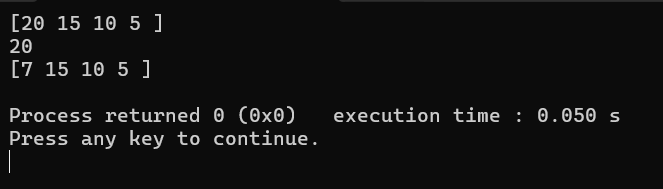 [20 15 10 5 ]
20
[7 15 10 5 ]
Process returned 0 (0x0)   execution time : 0.050 s
Press any key to continue.